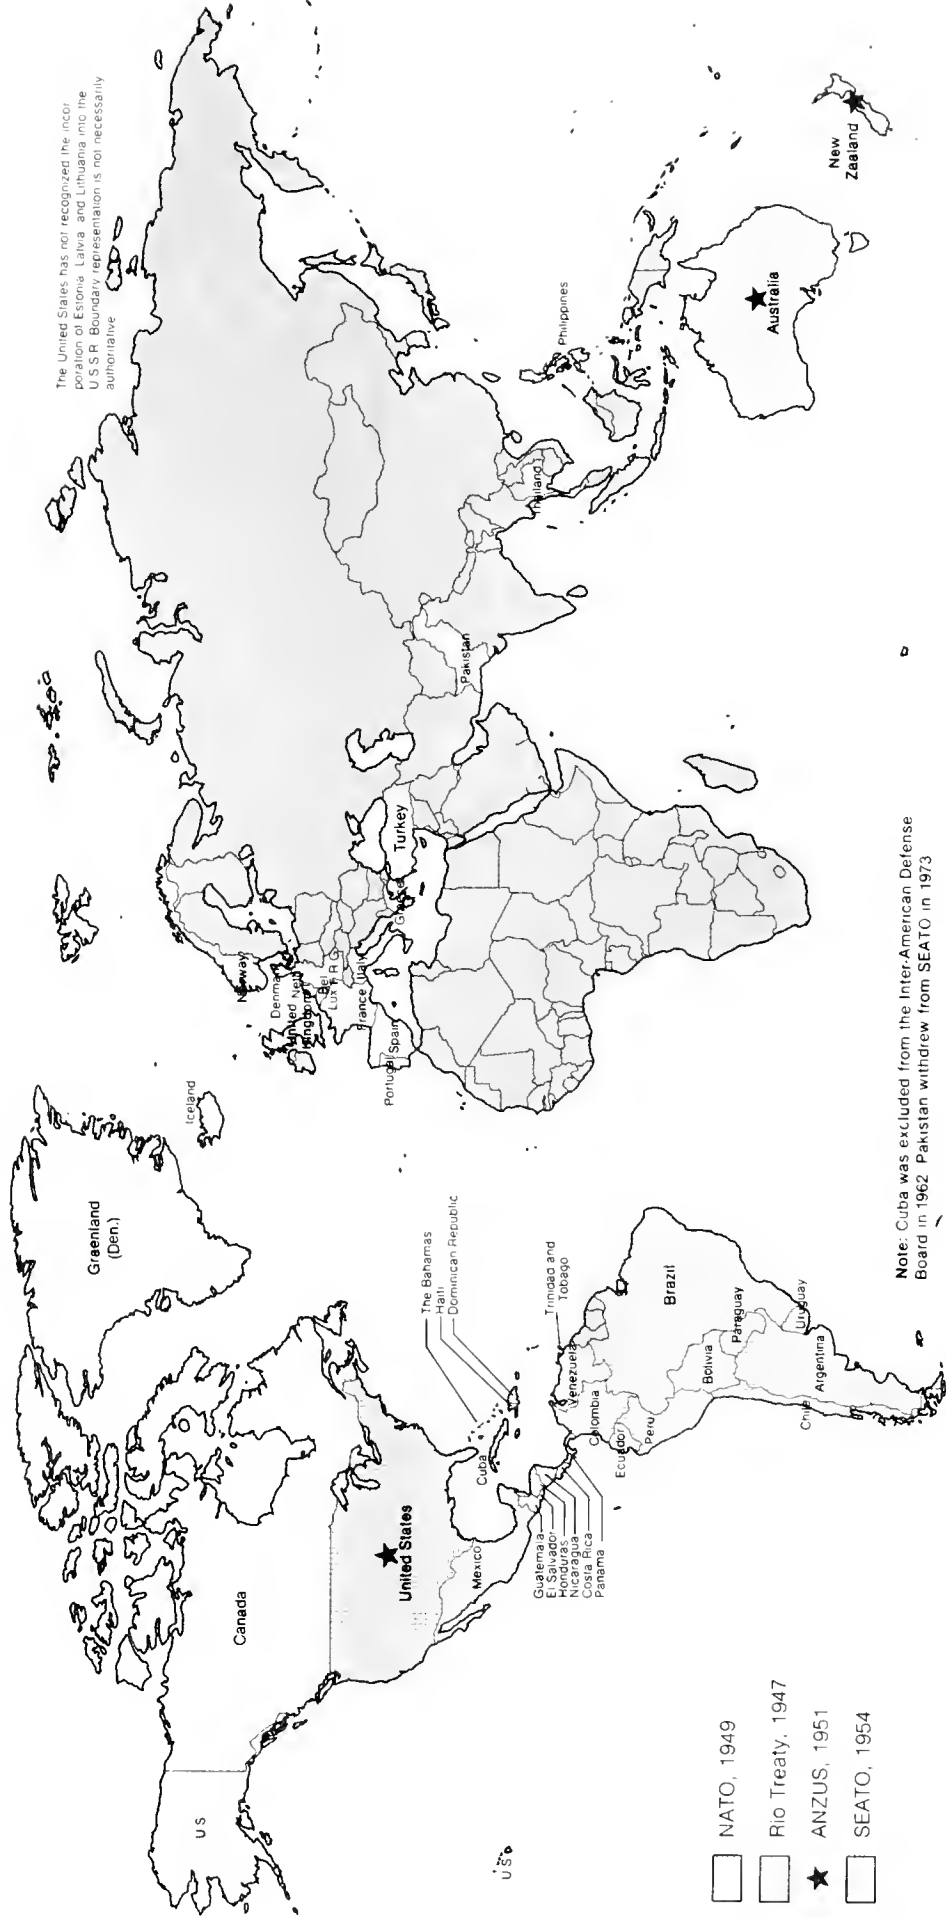 The United States has not recognized the incor
poration of Estonia Latvia and Lithuania into the
U S S R Boundary representation is not necessarily
authoritative
Greenland
(Den.)
Iceland
US
Canada
United States
Mexico
Cuba
The Bahamas
Haiti
Dominican Republic
Trinidad and
Tobago
Guatemala
El Salvador
Honduras
Nicaragua
Costa Rica
Panama
Venezuela
Colombia
Ecuador
Peru
Brazil
Bolivia
Paraguay
Uruguay
Chile
Argentina
U S
Norway
Denmark
United
Kingdom
Neth
Bel
Lux
F R G
France
Italy
Spain
Portugal
Greece
Turkey
Pakistan
Thailand
Philippines
Australia
New
Zealand
NATO, 1949
Rio Treaty, 1947
ANZUS, 1951
SEATO, 1954
Note: Cuba was excluded from the Inter-American Defense
Board in 1962 Pakistan withdrew from SEATO in 1973